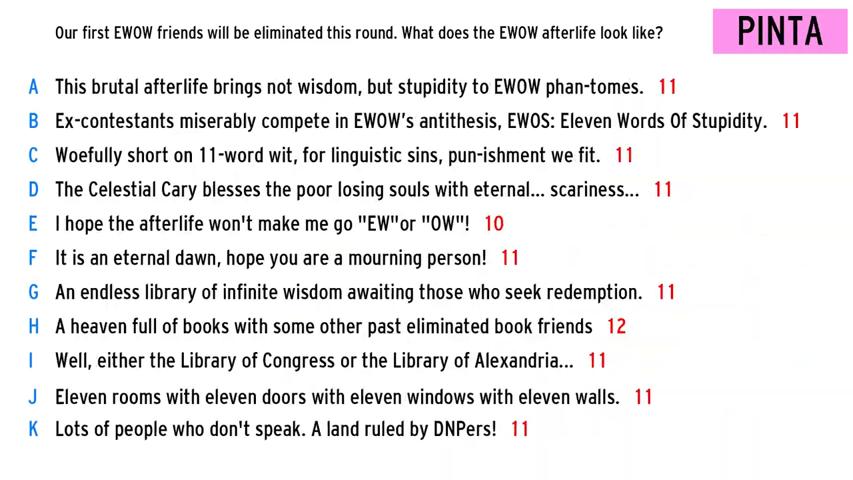 Our first EWOW friends will be eliminated this round. What does the EWOW afterlife look like?
PINTA
A This brutal afterlife brings not wisdom, but stupidity to EWOW phan-tomes. 11
B Ex-contestants miserably compete in EWOW's antithesis, EWOS: Eleven Words Of Stupidity. 11
C Woefully short on 11-word wit, for linguistic sins, pun-ishment we fit. 11
D The Celestial Cary blesses the poor losing souls with eternal... scariness... 11
E I hope the afterlife won't make me go "EW"or "OW"! 10
F It is an eternal dawn, hope you are a mourning person! 11
G An endless library of infinite wisdom awaiting those who seek redemption. 11
H A heaven full of books with some other past eliminated book friends 12
I Well, either the Library of Congress or the Library of Alexandria... 11
J Eleven rooms with eleven doors with eleven windows with eleven walls. 11
K Lots of people who don't speak. A land ruled by DNPers! 11